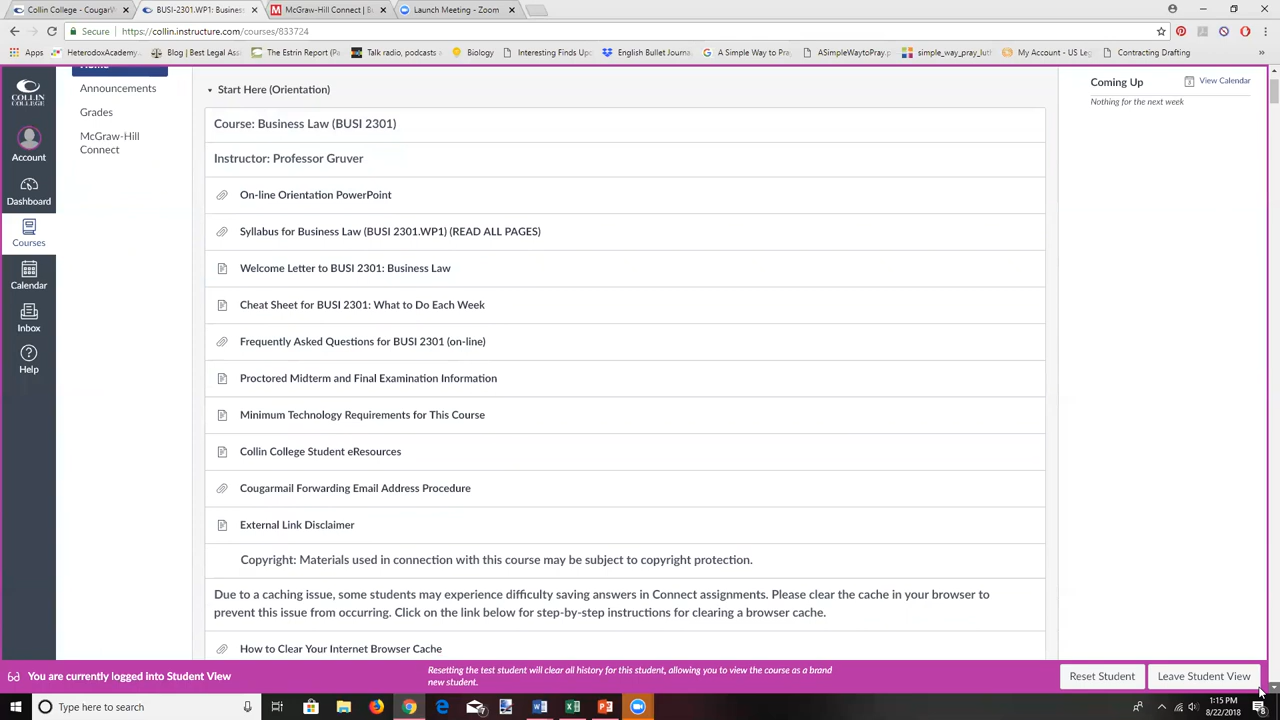 Collin College - CougarW
BUSI-2301.WP1: Business
McGraw-Hill Connect | Bu
Launch Meeting - Zoom
Secure
https://collin.instructure.com/courses/833724
Apps
HeterodoxAcademy.
Blog | Best Legal Ass
The Estrin Report (Pa
Talk radio, podcasts a
Biology
Interesting Finds Upd
English Bullet Journa
Simple Way to Pray.
ASimpleWaytoPray.p
simple_way_pray_luth
My Account - US Leg
Contracting Drafting
COLLIN
COLLEGE
Account
Dashboard
Courses
Calendar
Inbox
Help
Home
Announcements
Grades
McGraw-Hill
Connect
Start Here (Orientation)
Course: Business Law (BUSI 2301)
Instructor: Professor Gruver
On-line Orientation PowerPoint
Syllabus for Business Law (BUSI 2301.WP1) (READ ALL PAGES)
Welcome Letter to BUSI 2301: Business Law
Cheat Sheet for BUSI 2301: What to Do Each Week
Frequently Asked Questions for BUSI 2301 (on-line)
Proctored Midterm and Final Examination Information
Minimum Technology Requirements for This Course
Collin College Student eResources
Cougarmail Forwarding Email Address Procedure
External Link Disclaimer
Copyright: Materials used in connection with this course may be subject to copyright protection.
Due to a caching issue, some students may experience difficulty saving answers in Connect assignments. Please clear the cache in your browser to
prevent this issue from occurring. Click on the link below for step-by-step instructions for clearing a browser cache.
How to Clear Your Internet Browser Cache
Coming Up
View Calendar
Nothing for the next week
You are currently logged into Student View
Resetting the test student will clear all history for this student, allowing you to view the course as a brand
new student.
Reset Student
Leave Student View
Type here to search
1:15 PM
8/22/2018